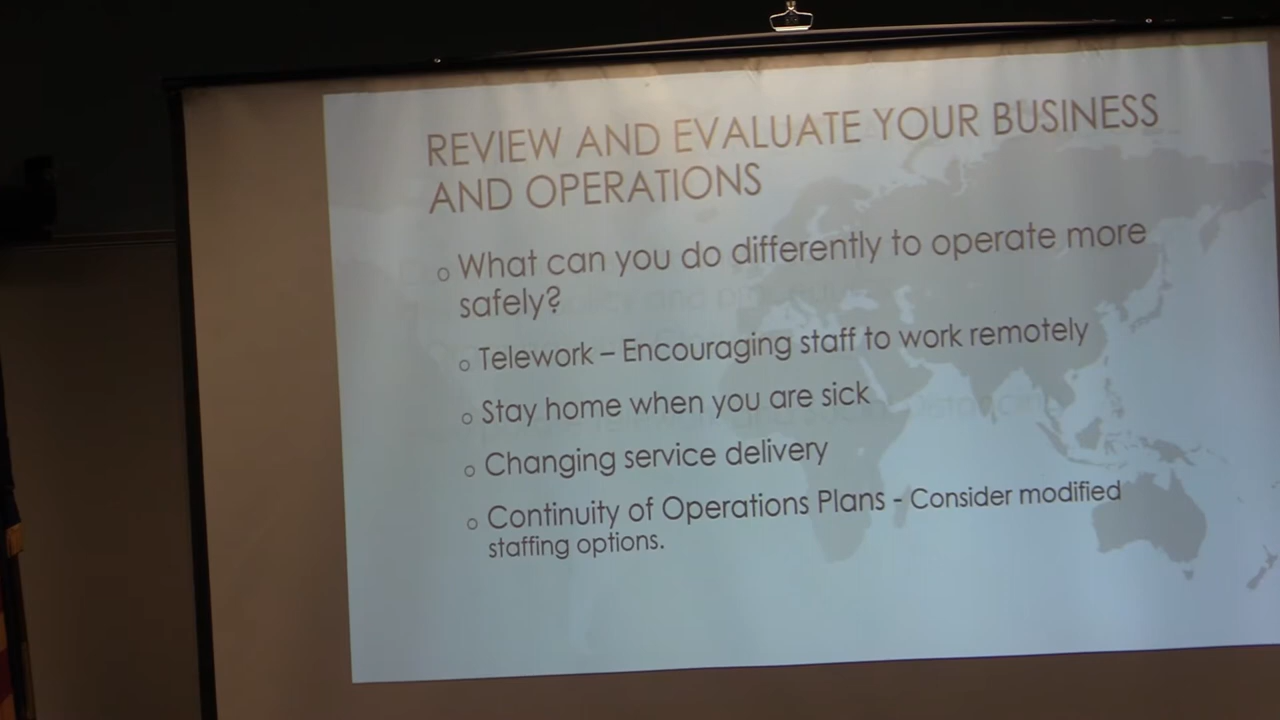 REVIEW AND EVALUATE YOUR BUSINESS
AND OPERATIONS
o What can you do differently to operate more
safely?
o Telework – Encouraging staff to work remotely
o Stay home when you are sick
o Changing service delivery
o Continuity of Operations Plans - Consider modified
staffing options.